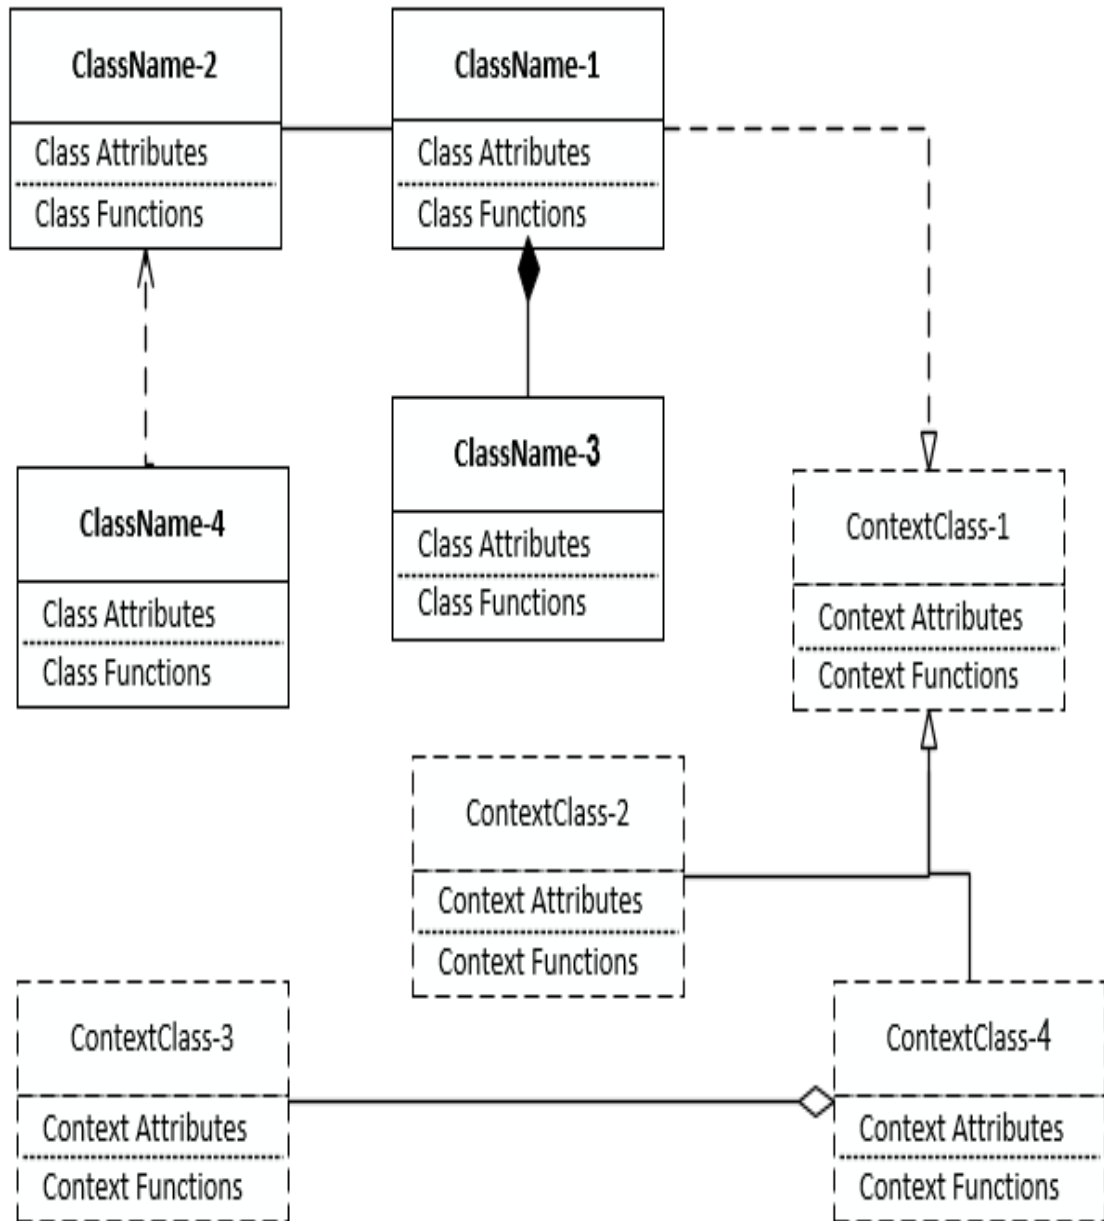 ClassName-2
Class Attributes
Class Functions
ClassName-1
Class Attributes
Class Functions
ClassName-3
Class Attributes
Class Functions
ClassName-4
Class Attributes
Class Functions
ContextClass-1
Context Attributes
Context Functions
ContextClass-2
Context Attributes
Context Functions
ContextClass-3
Context Attributes
Context Functions
ContextClass-4
Context Attributes
Context Functions